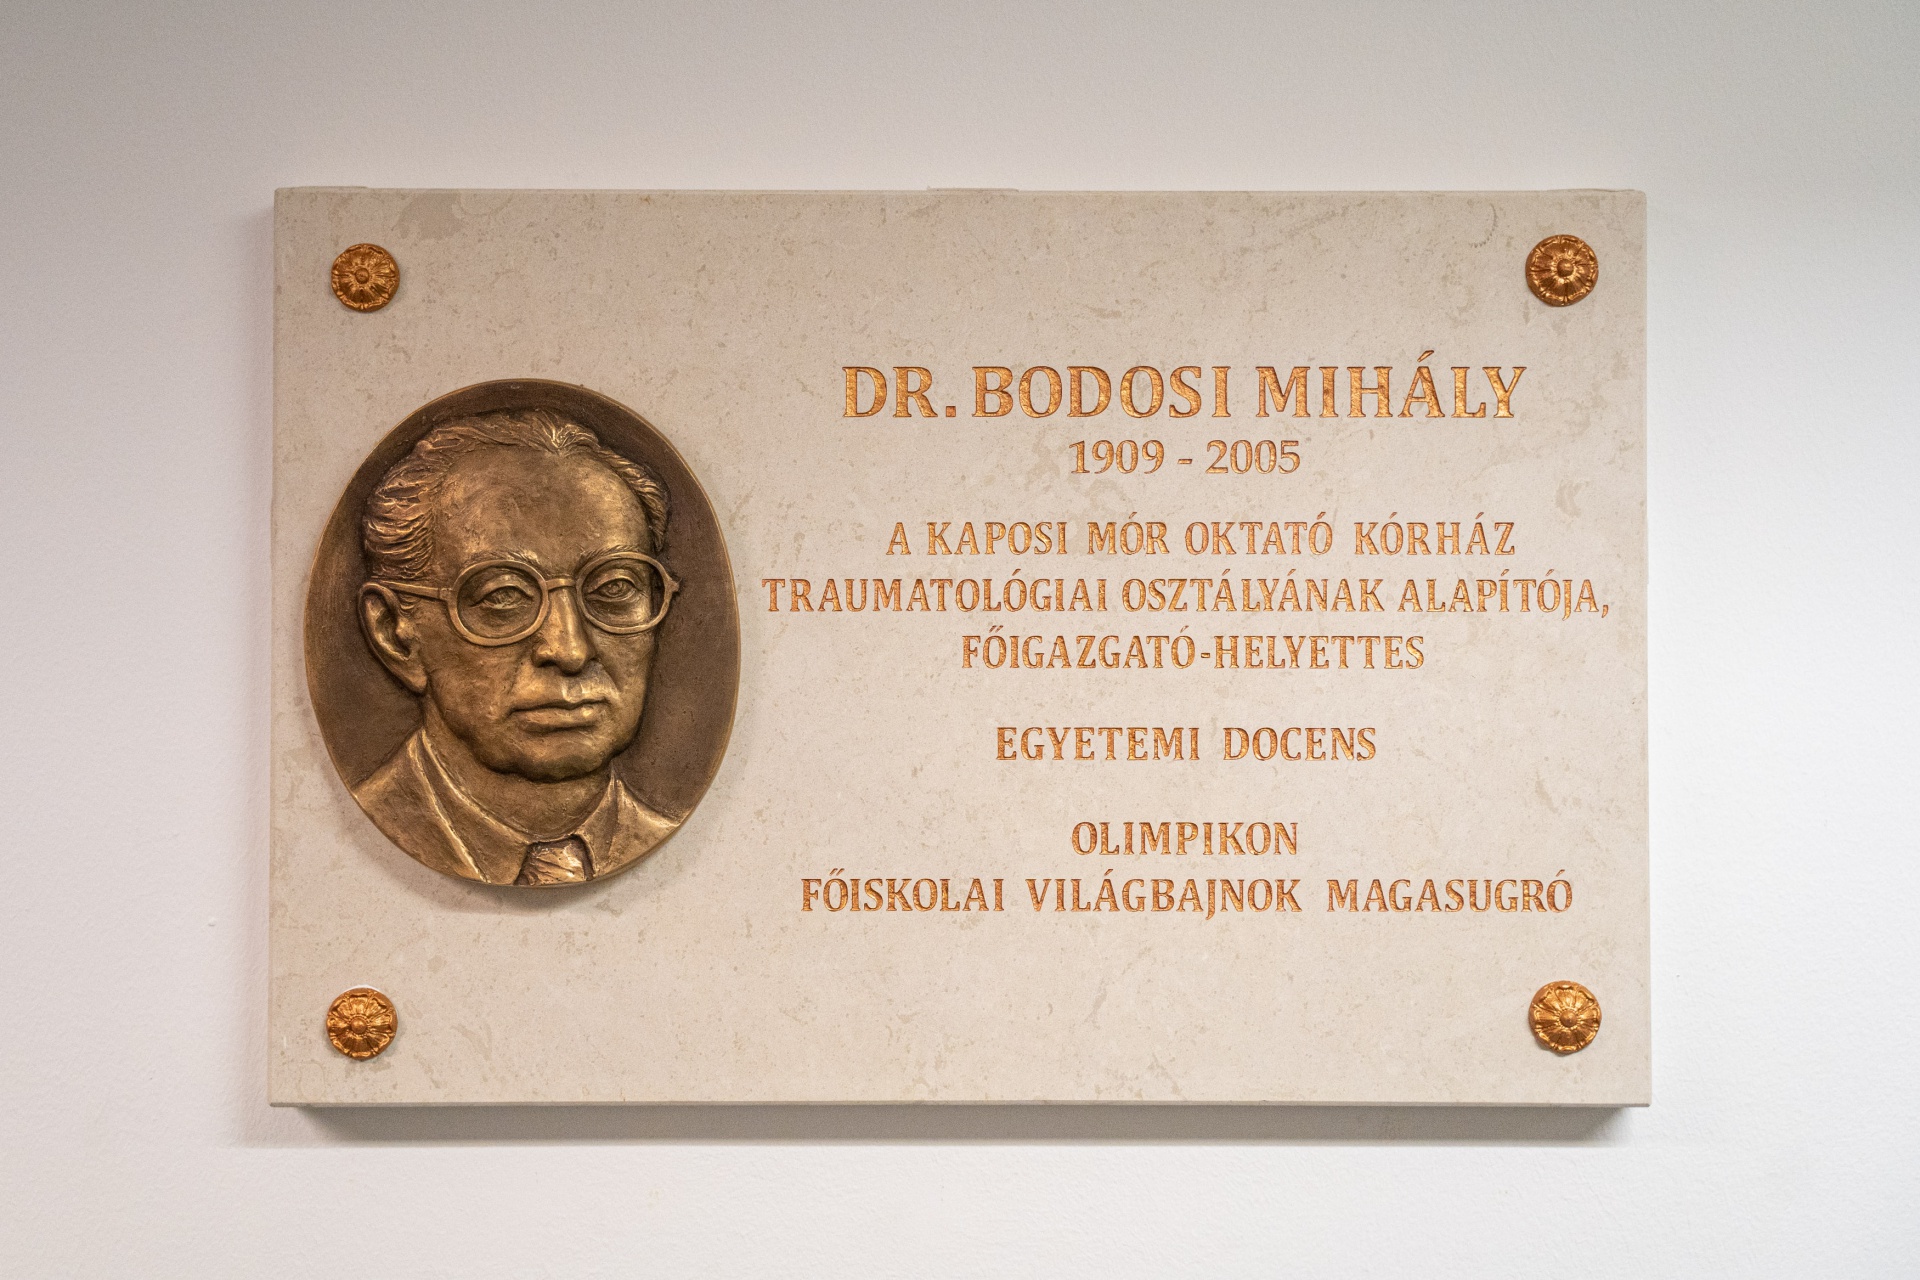 DR. BODOSI MIHÁLY
1909 - 2005
A KAPOSI MÓR OKTATÓ KÓRHÁZ
TRAUMATOLÓGIAI OSZTÁLYÁNAK ALAPÍTÓJA,
FŐIGAZGATÓ-HELYETTES
EGYETEMI DOCENS
OLIMPIKON
FŐISKOLAI VILÁGBAJNOK MAGASUGRÓ